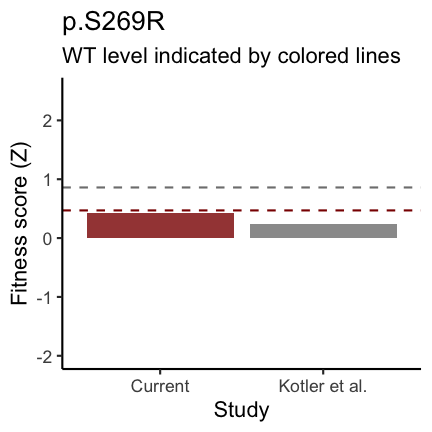 p.S269R
WT level indicated by colored lines
Fitness score (Z)
2
1
0
-1
-2
Current
Kotler et al.
Study